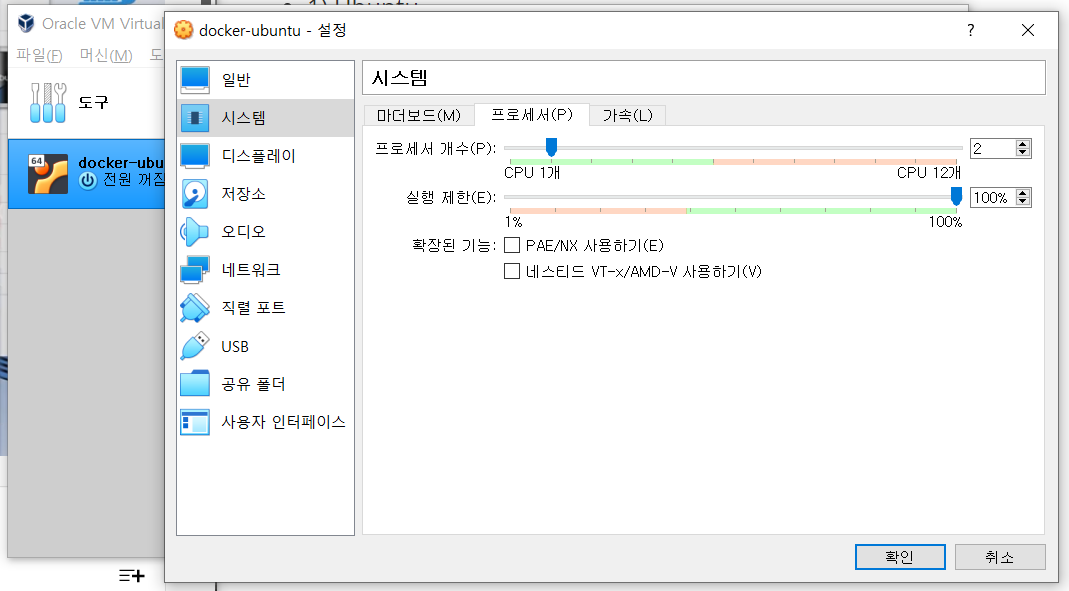 Oracle VM Virtual
파일(F) 머신(M) 도
도구
64
docker-ubu
전원 꺼짐
docker-ubuntu - 설정
?
일반
시스템
디스플레이
저장소
오디오
네트워크
직렬 포트
USB
공유 폴더
사용자 인터페이스
시스템
마더보드(M) 프로세서(P) 가속(L)
프로세서 개수(P): 2
CPU 1개 CPU 12개
실행 제한(E): 100%
1% 100%
확장된 기능: PAE/NX 사용하기(E)
네스티드 VT-x/AMD-V 사용하기(V)
확인 취소